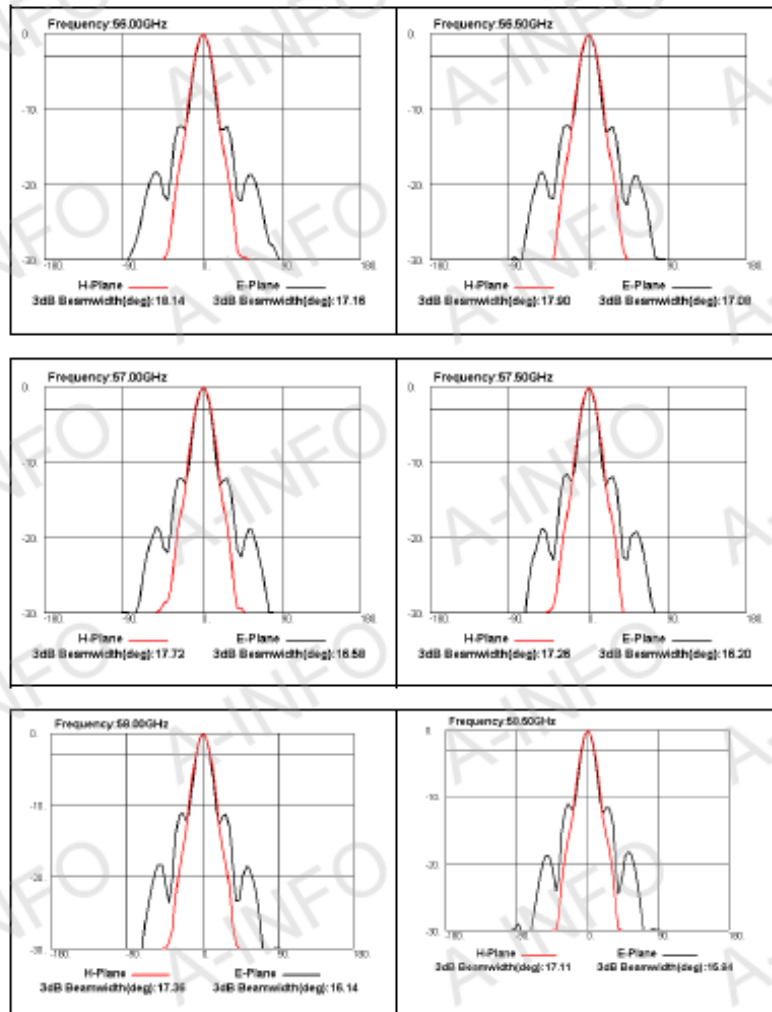 Frequency:56.00GHz
0.
-10.
-20.
-30.
-180. -90. 0. 90. 180.
H-Plane E-Plane
3dB Beamwidth(deg):18.14 3dB Beamwidth(deg):17.16
Frequency:56.50GHz
0.
-10.
-20.
-30.
-180. -90. 0. 90. 180.
H-Plane E-Plane
3dB Beamwidth(deg):17.90 3dB Beamwidth(deg):17.08
Frequency:57.00GHz
0.
-10.
-20.
-30.
-180. -90. 0. 90. 180.
H-Plane E-Plane
3dB Beamwidth(deg):17.72 3dB Beamwidth(deg):16.58
Frequency:57.50GHz
0.
-10.
-20.
-30.
-180. -90. 0. 90. 180.
H-Plane E-Plane
3dB Beamwidth(deg):17.26 3dB Beamwidth(deg):16.20
Frequency:58.00GHz
0.
-10.
-20.
-30.
-180. -90. 0. 90. 180.
H-Plane E-Plane
3dB Beamwidth(deg):17.36 3dB Beamwidth(deg):16.14
Frequency:58.50GHz
0.
-10.
-20.
-30.
-180. -90. 0. 90. 180.
H-Plane E-Plane
3dB Beamwidth(deg):17.11 3dB Beamwidth(deg):15.84
A-INFO
A-INFO
A-INFO
A-INFO
A-INFO
A-INFO